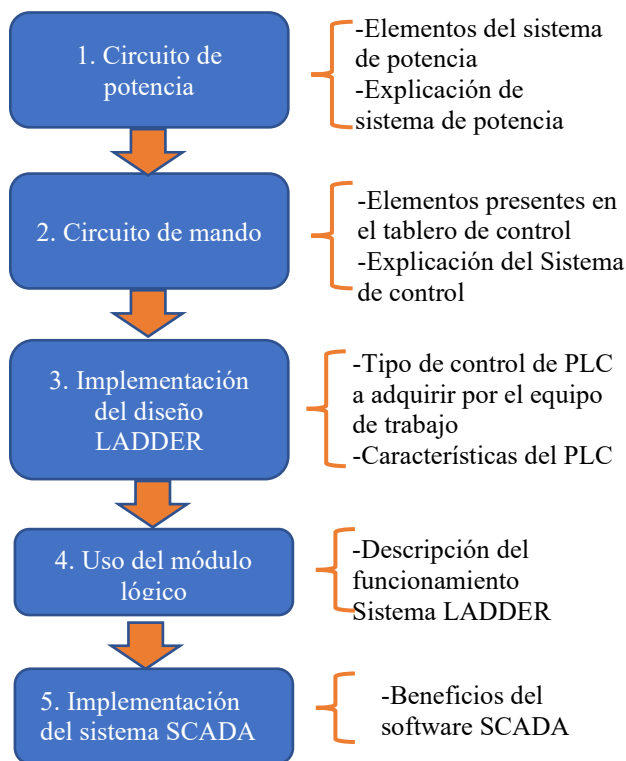 1. Circuito de
potencia
-Elementos del sistema
de potencia
-Explicación de
sistema de potencia
2. Circuito de mando
-Elementos presentes en
el tablero de control
-Explicación del Sistema
de control
3. Implementación
del diseño
LADDER
-Tipo de control de PLC
a adquirir por el equipo
de trabajo
-Características del PLC
4. Uso del módulo
lógico
-Descripción del
funcionamiento
Sistema LADDER
5. Implementación
del sistema SCADA
-Beneficios del
software SCADA